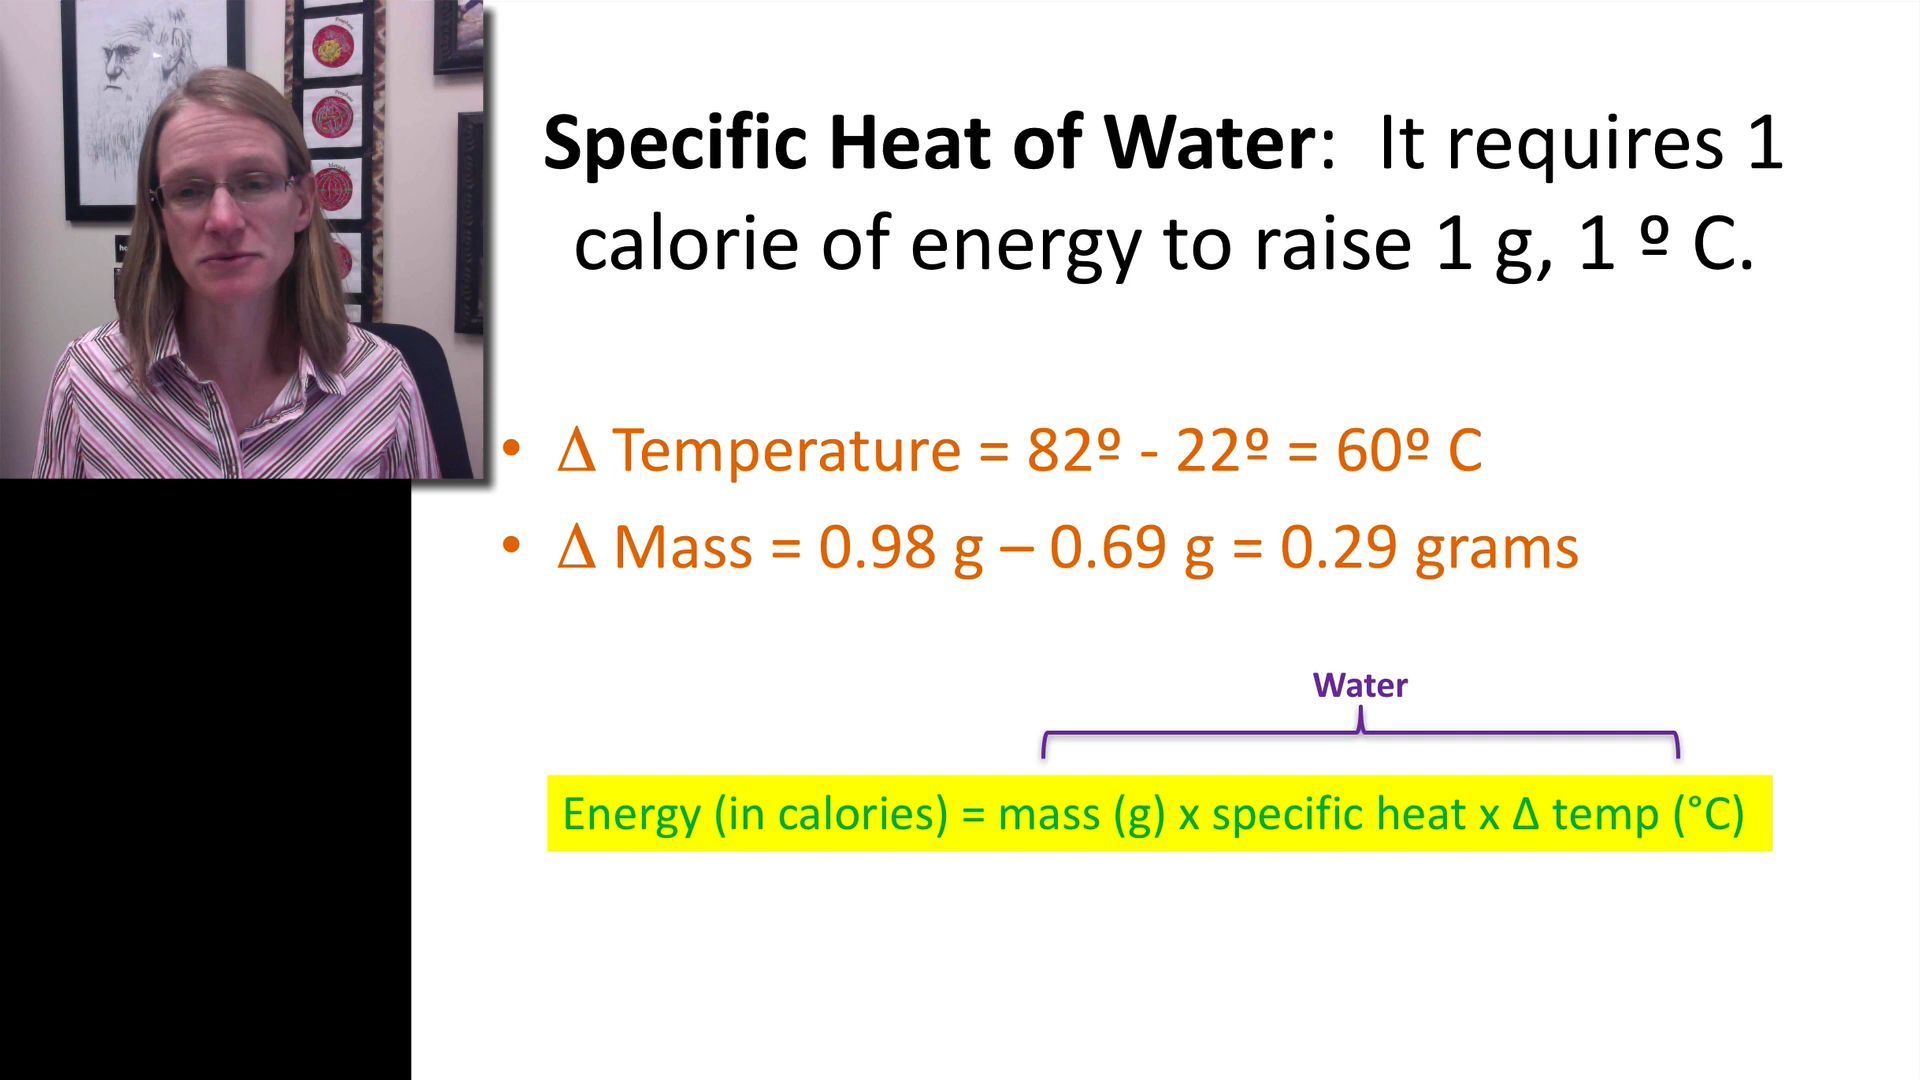 Specific Heat of Water: It requires 1
calorie of energy to raise 1 g, 1 º C.
• Δ Temperature = 82º - 22º = 60º C
• Δ Mass = 0.98 g – 0.69 g = 0.29 grams
Water
Energy (in calories) = mass (g) x specific heat x Δ temp (°C)